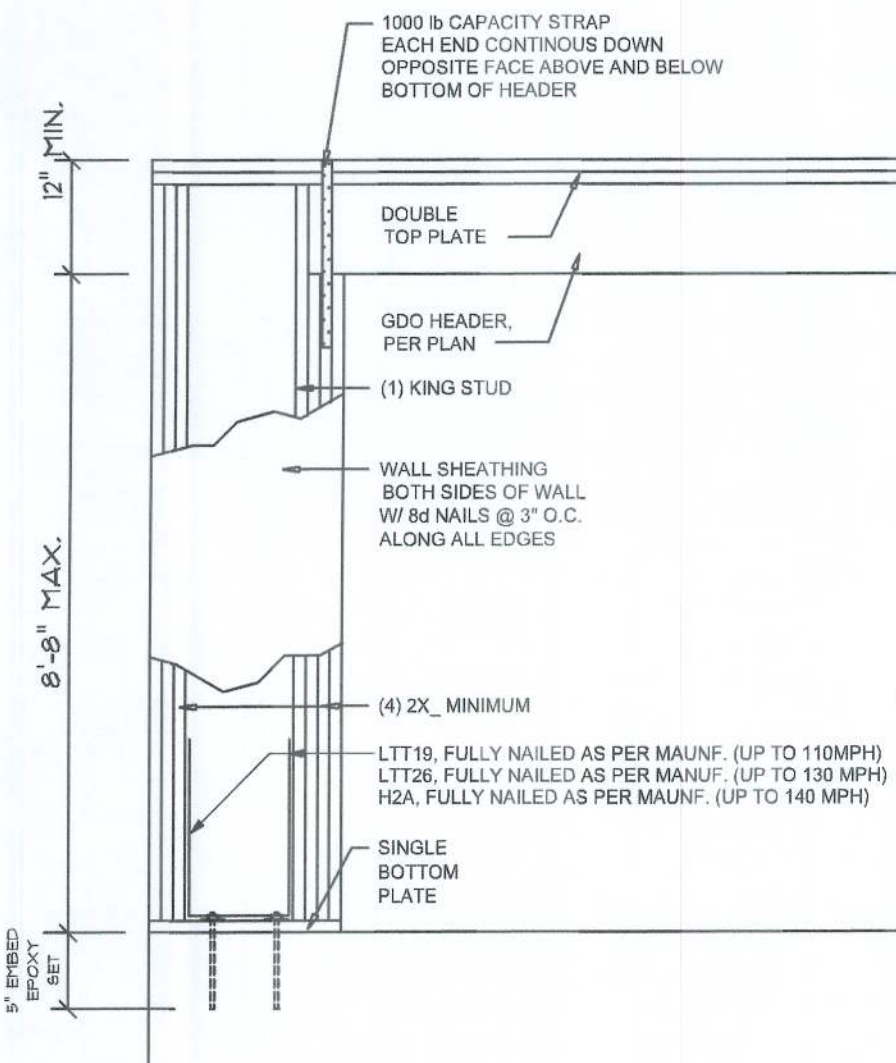 1000 lb CAPACITY STRAP
EACH END CONTINOUS DOWN
OPPOSITE FACE ABOVE AND BELOW
BOTTOM OF HEADER
12" MIN.
DOUBLE
TOP PLATE
GDO HEADER,
PER PLAN
(1) KING STUD
WALL SHEATHING
BOTH SIDES OF WALL
W/ 8d NAILS @ 3" O.C.
ALONG ALL EDGES
8'-8" MAX.
(4) 2X_ MINIMUM
LTT19, FULLY NAILED AS PER MAUNF. (UP TO 110MPH)
LTT26, FULLY NAILED AS PER MANUF. (UP TO 130 MPH)
H2A, FULLY NAILED AS PER MAUNF. (UP TO 140 MPH)
SINGLE
BOTTOM
PLATE
5" EMBED
EPOXY
SET